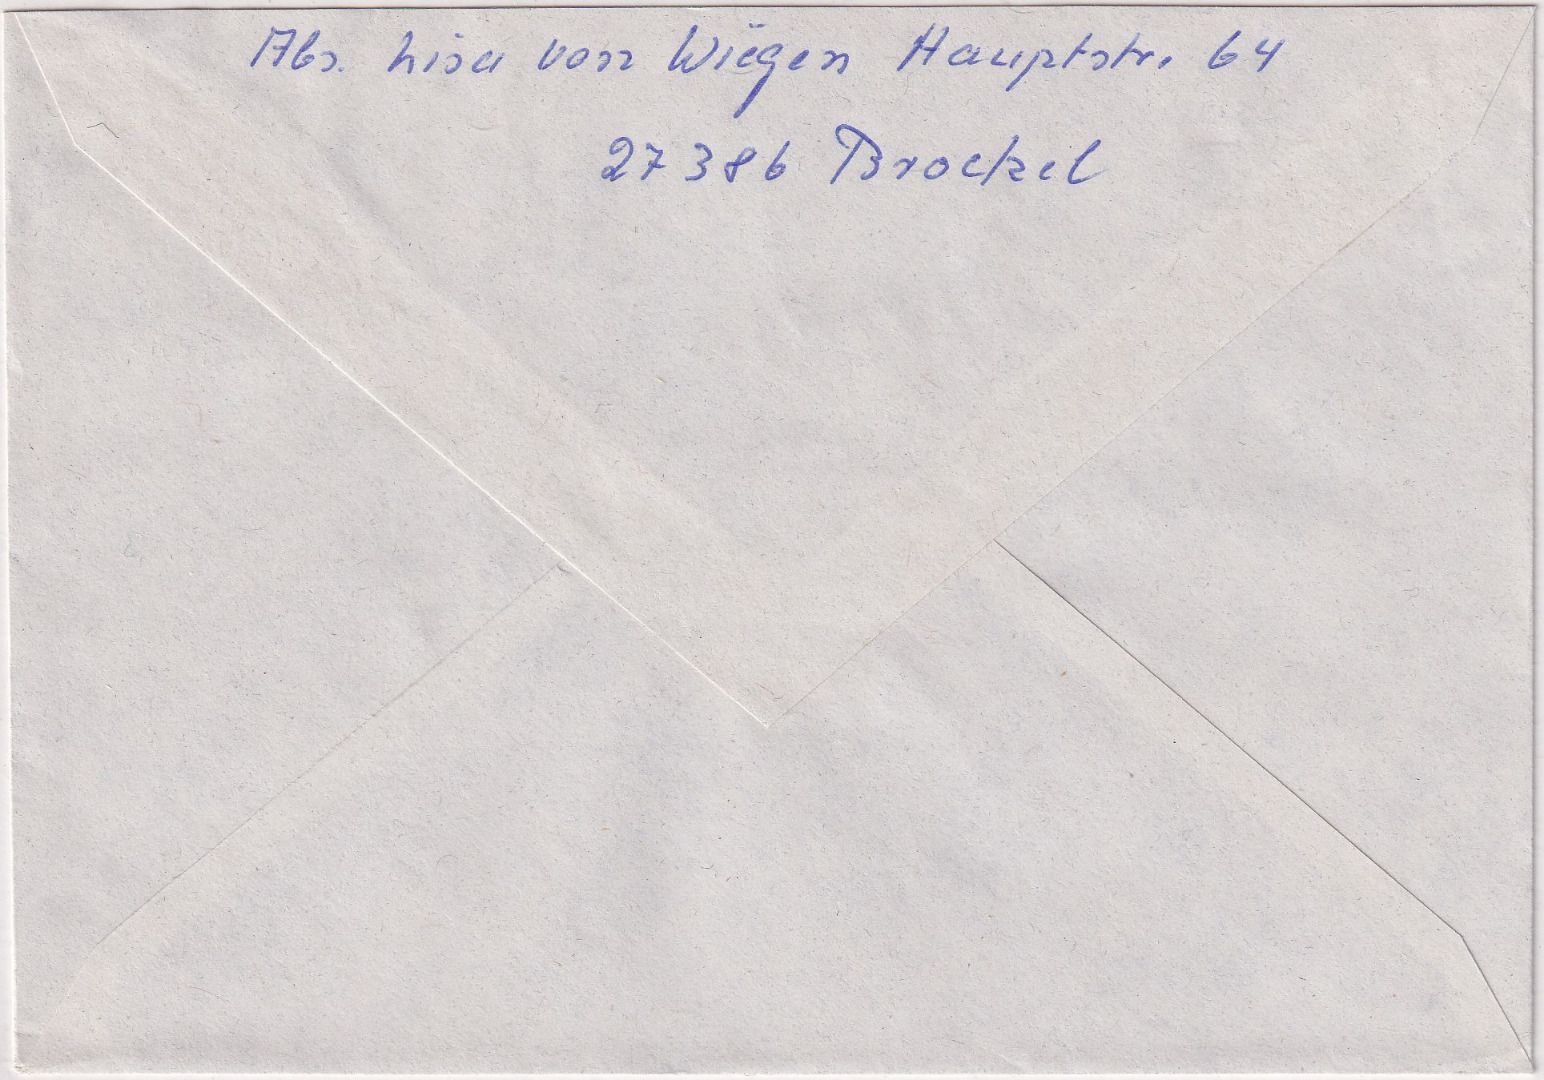 Abs. Lisa von Wiegen Hauptstr. 64
27386 Brockel